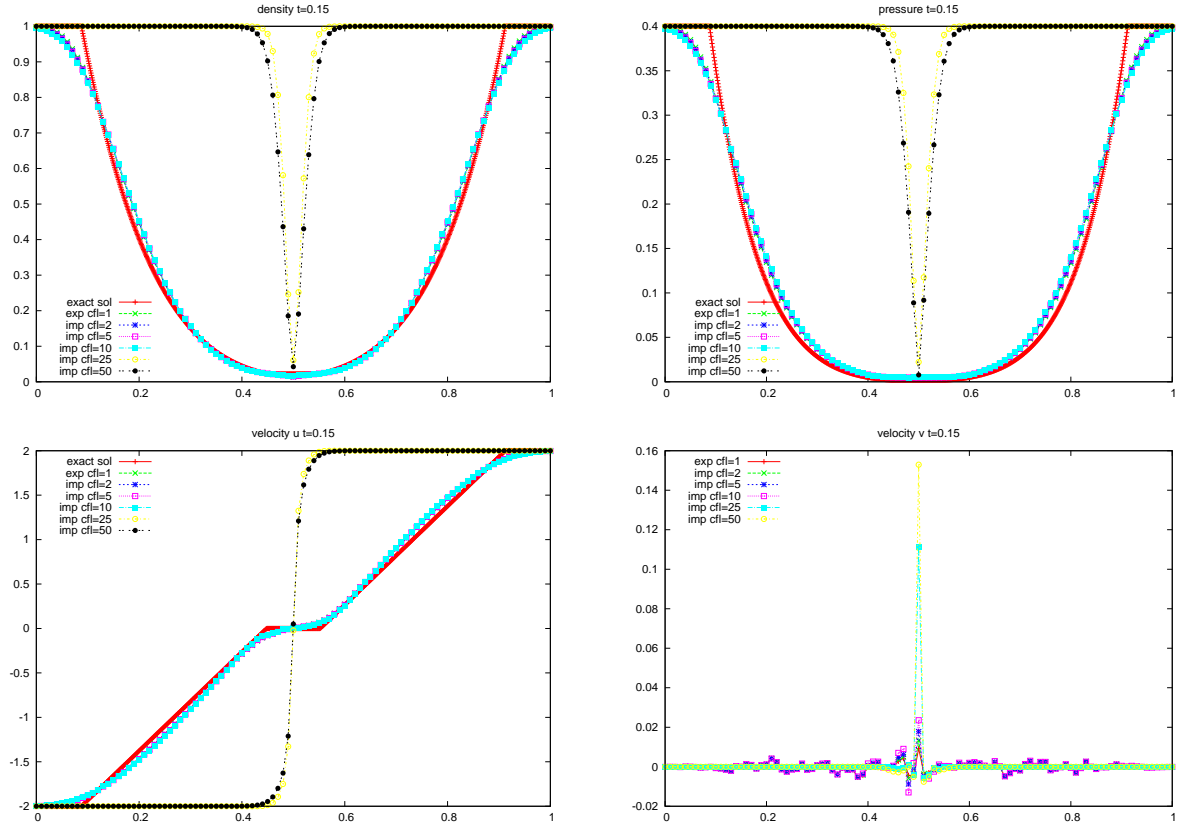 density t=0.15
1
0.9
0.8
0.7
0.6
0.5
0.4
0.3
0.2
0.1
0
0
0.2
0.4
0.6
0.8
1
exact sol
exp cfl=1
imp cfl=2
imp cfl=5
imp cfl=10
imp cfl=25
imp cfl=50
pressure t=0.15
0.4
0.35
0.3
0.25
0.2
0.15
0.1
0.05
0
0
0.2
0.4
0.6
0.8
1
exact sol
exp cfl=1
imp cfl=2
imp cfl=5
imp cfl=10
imp cfl=25
imp cfl=50
velocity u t=0.15
2
1.5
1
0.5
0
-0.5
-1
-1.5
-2
0
0.2
0.4
0.6
0.8
1
exact sol
exp cfl=1
imp cfl=2
imp cfl=5
imp cfl=10
imp cfl=25
imp cfl=50
velocity v t=0.15
0.16
0.14
0.12
0.1
0.08
0.06
0.04
0.02
0
-0.02
0
0.2
0.4
0.6
0.8
1
exp cfl=1
imp cfl=2
imp cfl=5
imp cfl=10
imp cfl=25
imp cfl=50